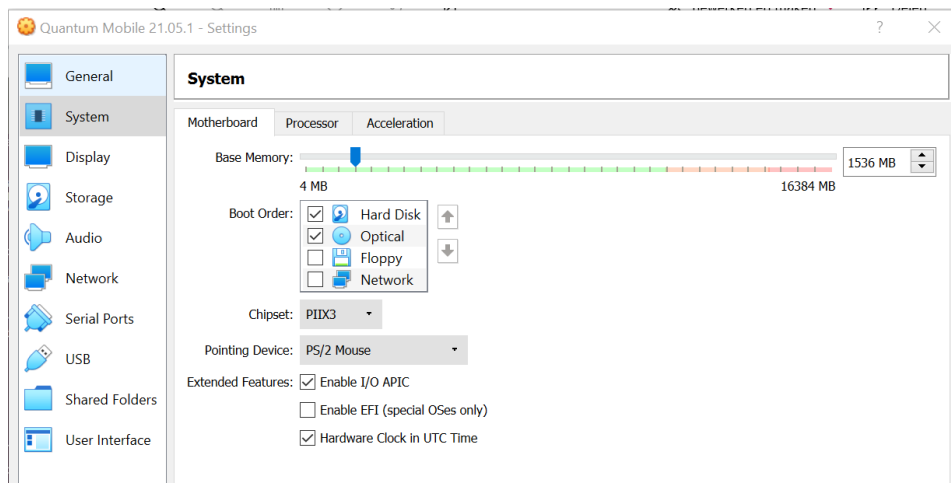 Quantum Mobile 21.05.1 - Settings ?
General
System
Display
Storage
Audio
Network
Serial Ports
USB
Shared Folders
User Interface
System
Motherboard Processor Acceleration
Base Memory: 1536 MB
4 MB 16384 MB
Boot Order: Hard Disk
Optical
Floppy
Network
Chipset: PIIX3
Pointing Device: PS/2 Mouse
Extended Features: Enable I/O APIC
Enable EFI (special OSes only)
Hardware Clock in UTC Time